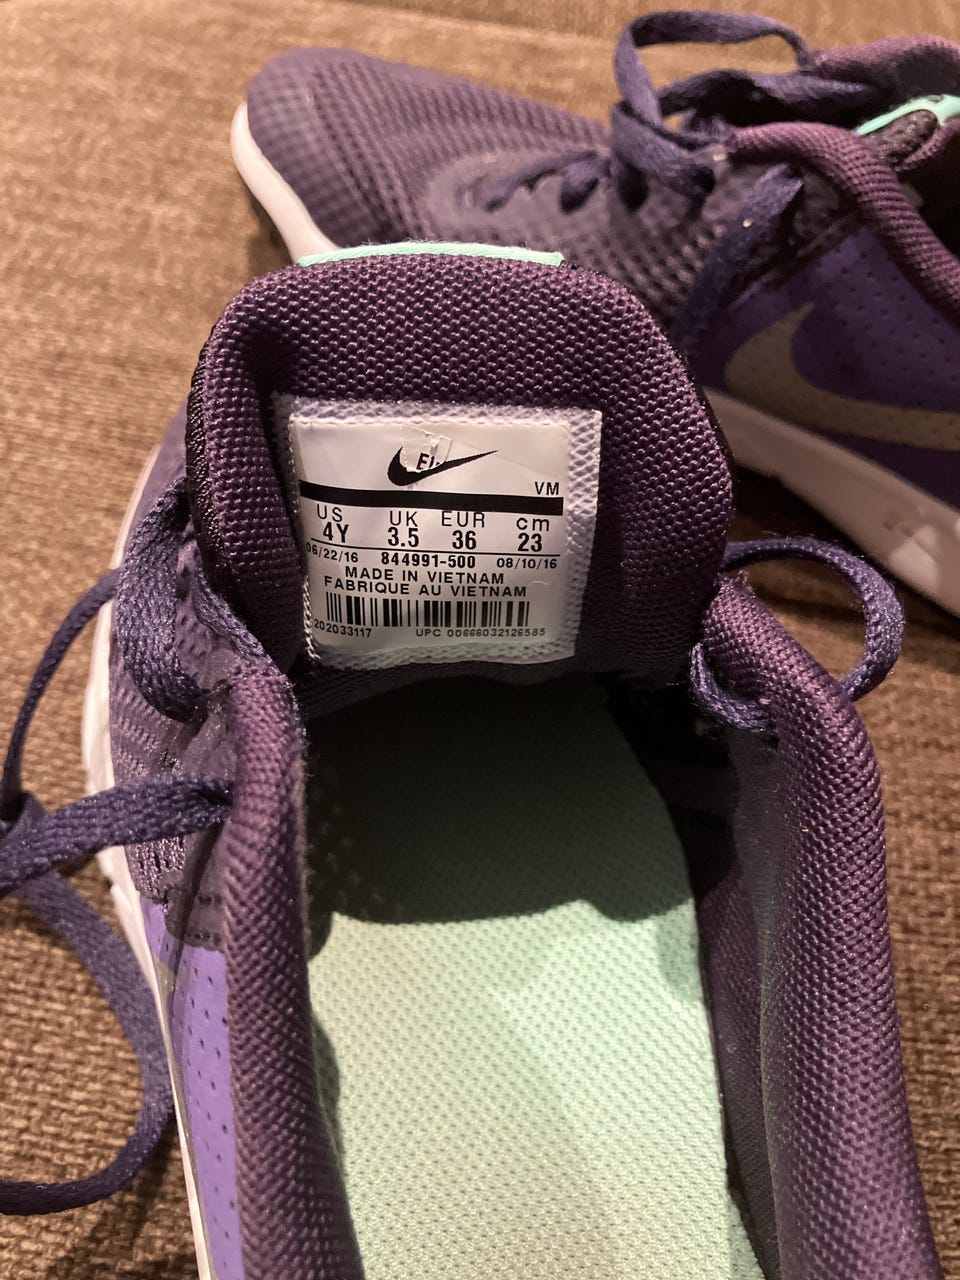 VM
US UK EUR cm
4Y 3.5 36 23
06/22/16 844991-500 08/10/16
MADE IN VIETNAM
FABRIQUE AU VIETNAM
202033117 UPC 00666032126585